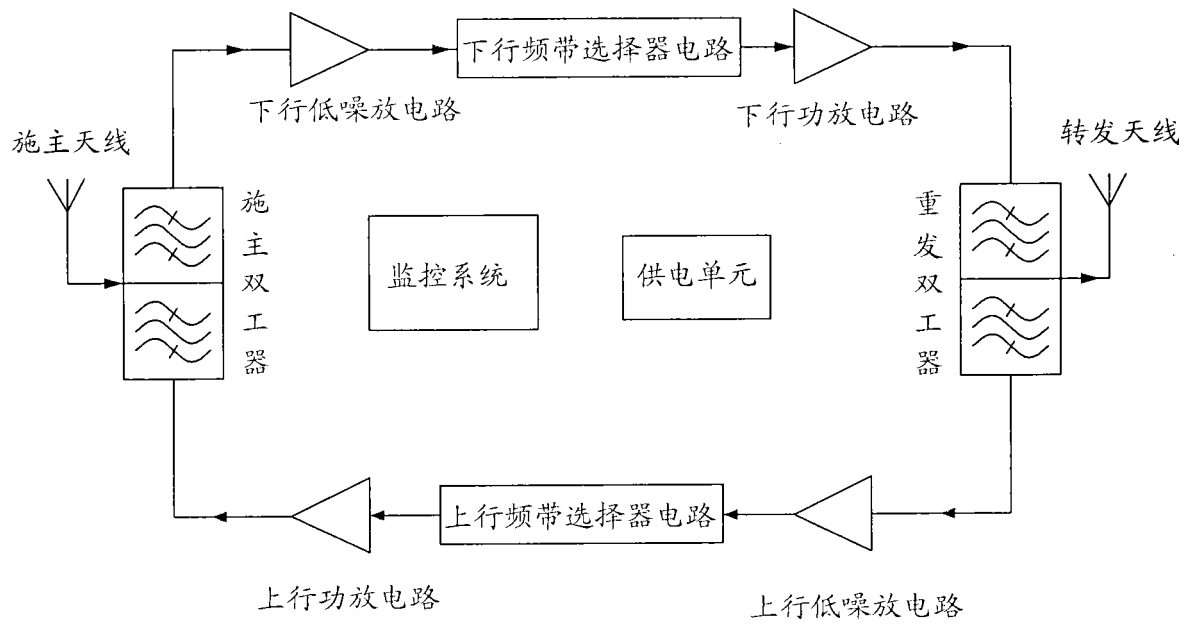 下行频带选择器电路
下行低噪放电路
下行功放电路
施主天线
转发天线
施主双工器
重发双工器
监控系统
供电单元
上行频带选择器电路
上行功放电路
上行低噪放电路